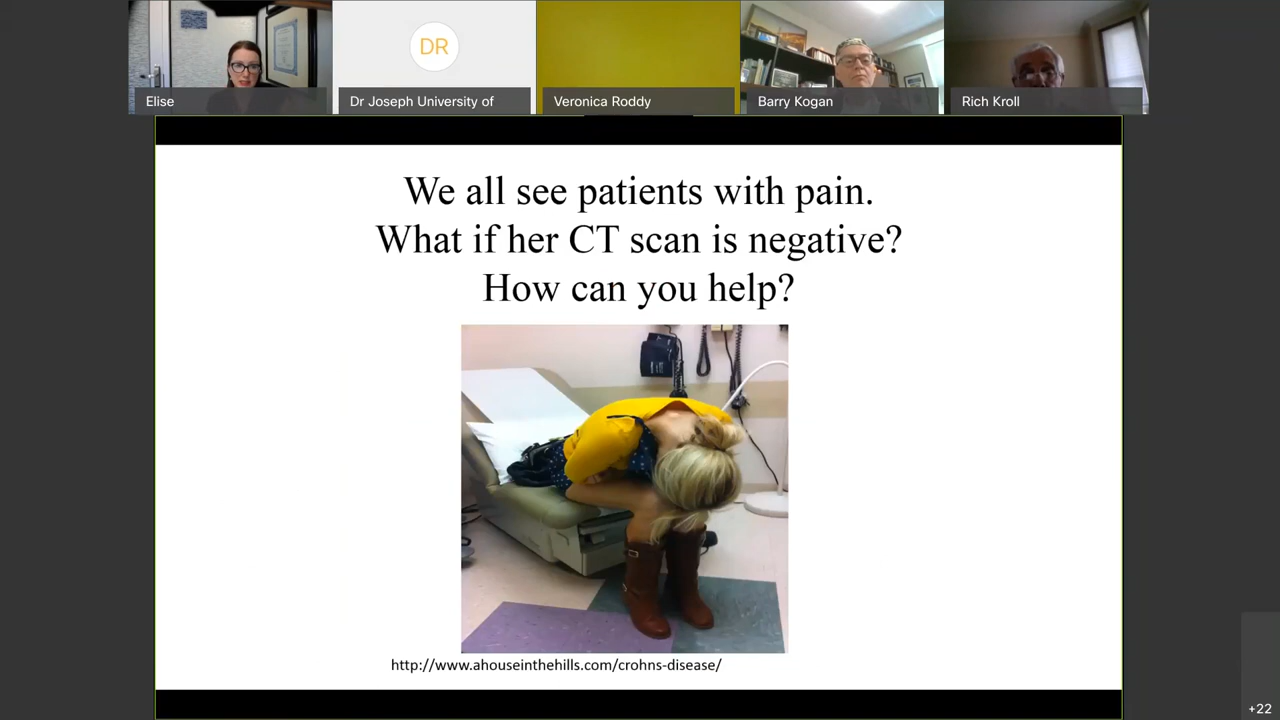 Elise
DR
Dr Joseph University of
Veronica Roddy
Barry Kogan
Rich Kroll
We all see patients with pain.
What if her CT scan is negative?
How can you help?
http://www.ahouseinthehills.com/crohns-disease/
+22